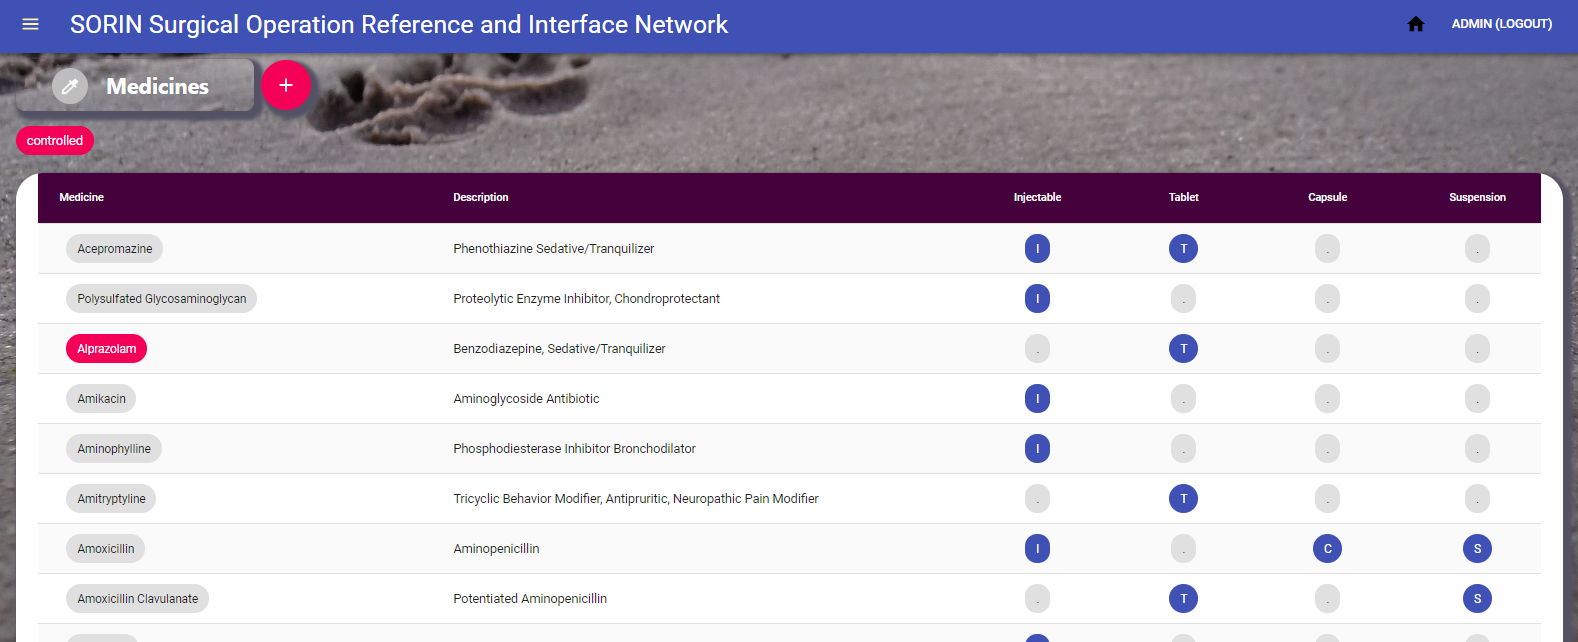 SORIN Surgical Operation Reference and Interface Network
ADMIN (LOGOUT)
Medicines
+
controlled
Medicine Description Injectable Tablet Capsule Suspension
Acepromazine Phenothiazine Sedative/Tranquilizer I T . .
Polysulfated Glycosaminoglycan Proteolytic Enzyme Inhibitor, Chondroprotectant I . . .
Alprazolam Benzodiazepine, Sedative/Tranquilizer . T . .
Amikacin Aminoglycoside Antibiotic I . . .
Aminophylline Phosphodiesterase Inhibitor Bronchodilator I . . .
Amitryptyline Tricyclic Behavior Modifier, Antipruritic, Neuropathic Pain Modifier . T . .
Amoxicillin Aminopenicillin I . C S
Amoxicillin Clavulanate Potentiated Aminopenicillin . T . S